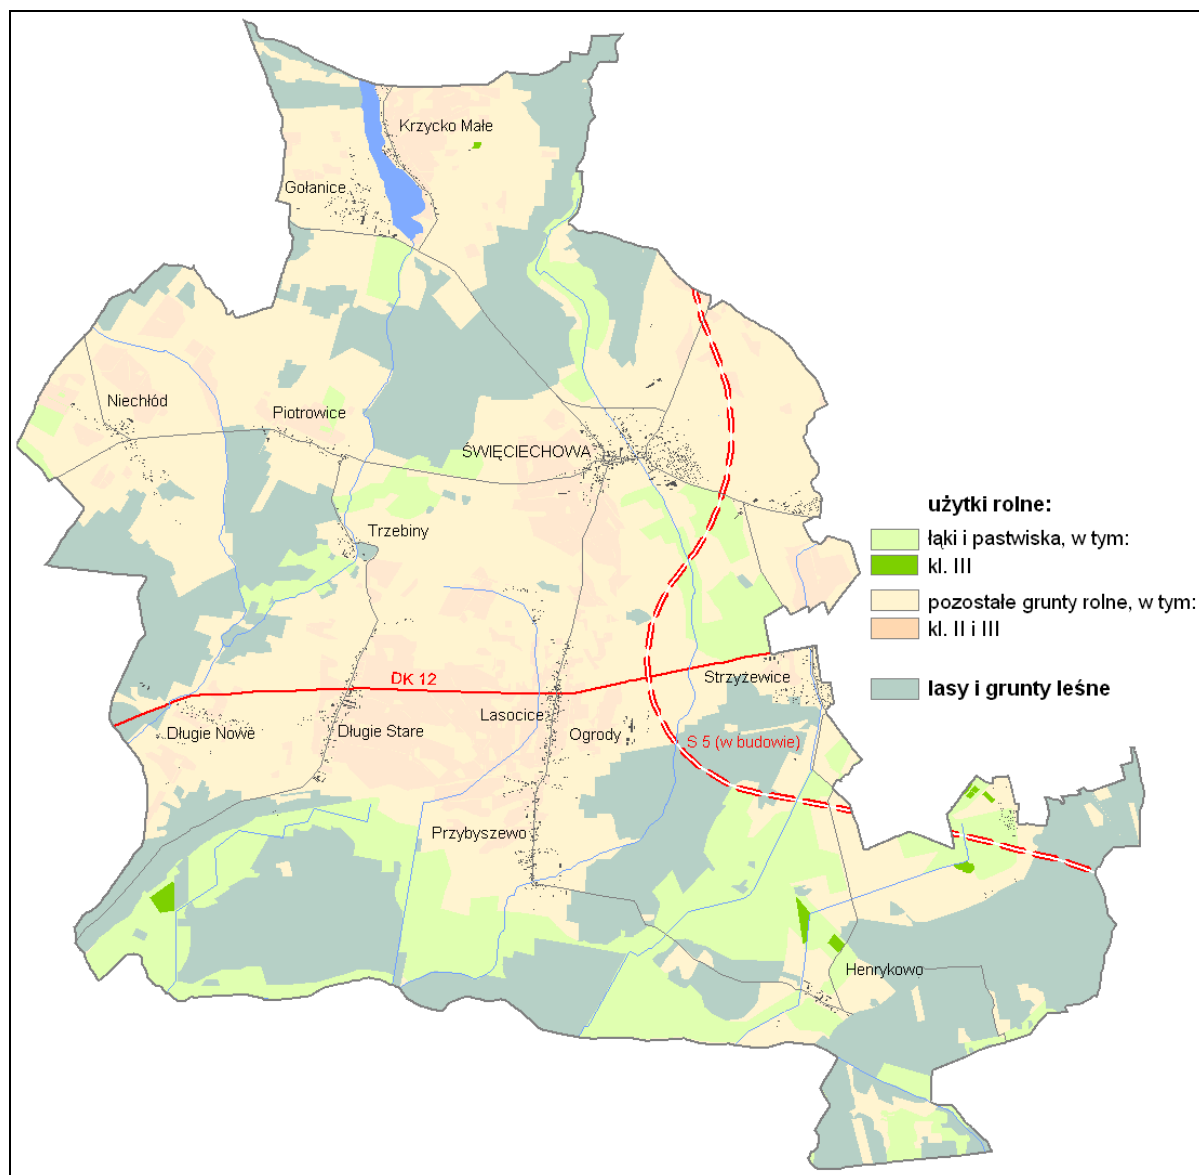 Krzycko Małe
Gołanice
Niechłód
Piotrowice
ŚWIĘCIECHOWA
użytki rolne:
łąki i pastwiska, w tym:
kl. III
pozostałe grunty rolne, w tym:
kl. II i III
lasy i grunty leśne
Trzebiny
DK 12
Strzyżewice
Lasocice
Długie Nowe
Długie Stare
Ogrody
S 5 (w budowie)
Przybyszewo
Henrykowo